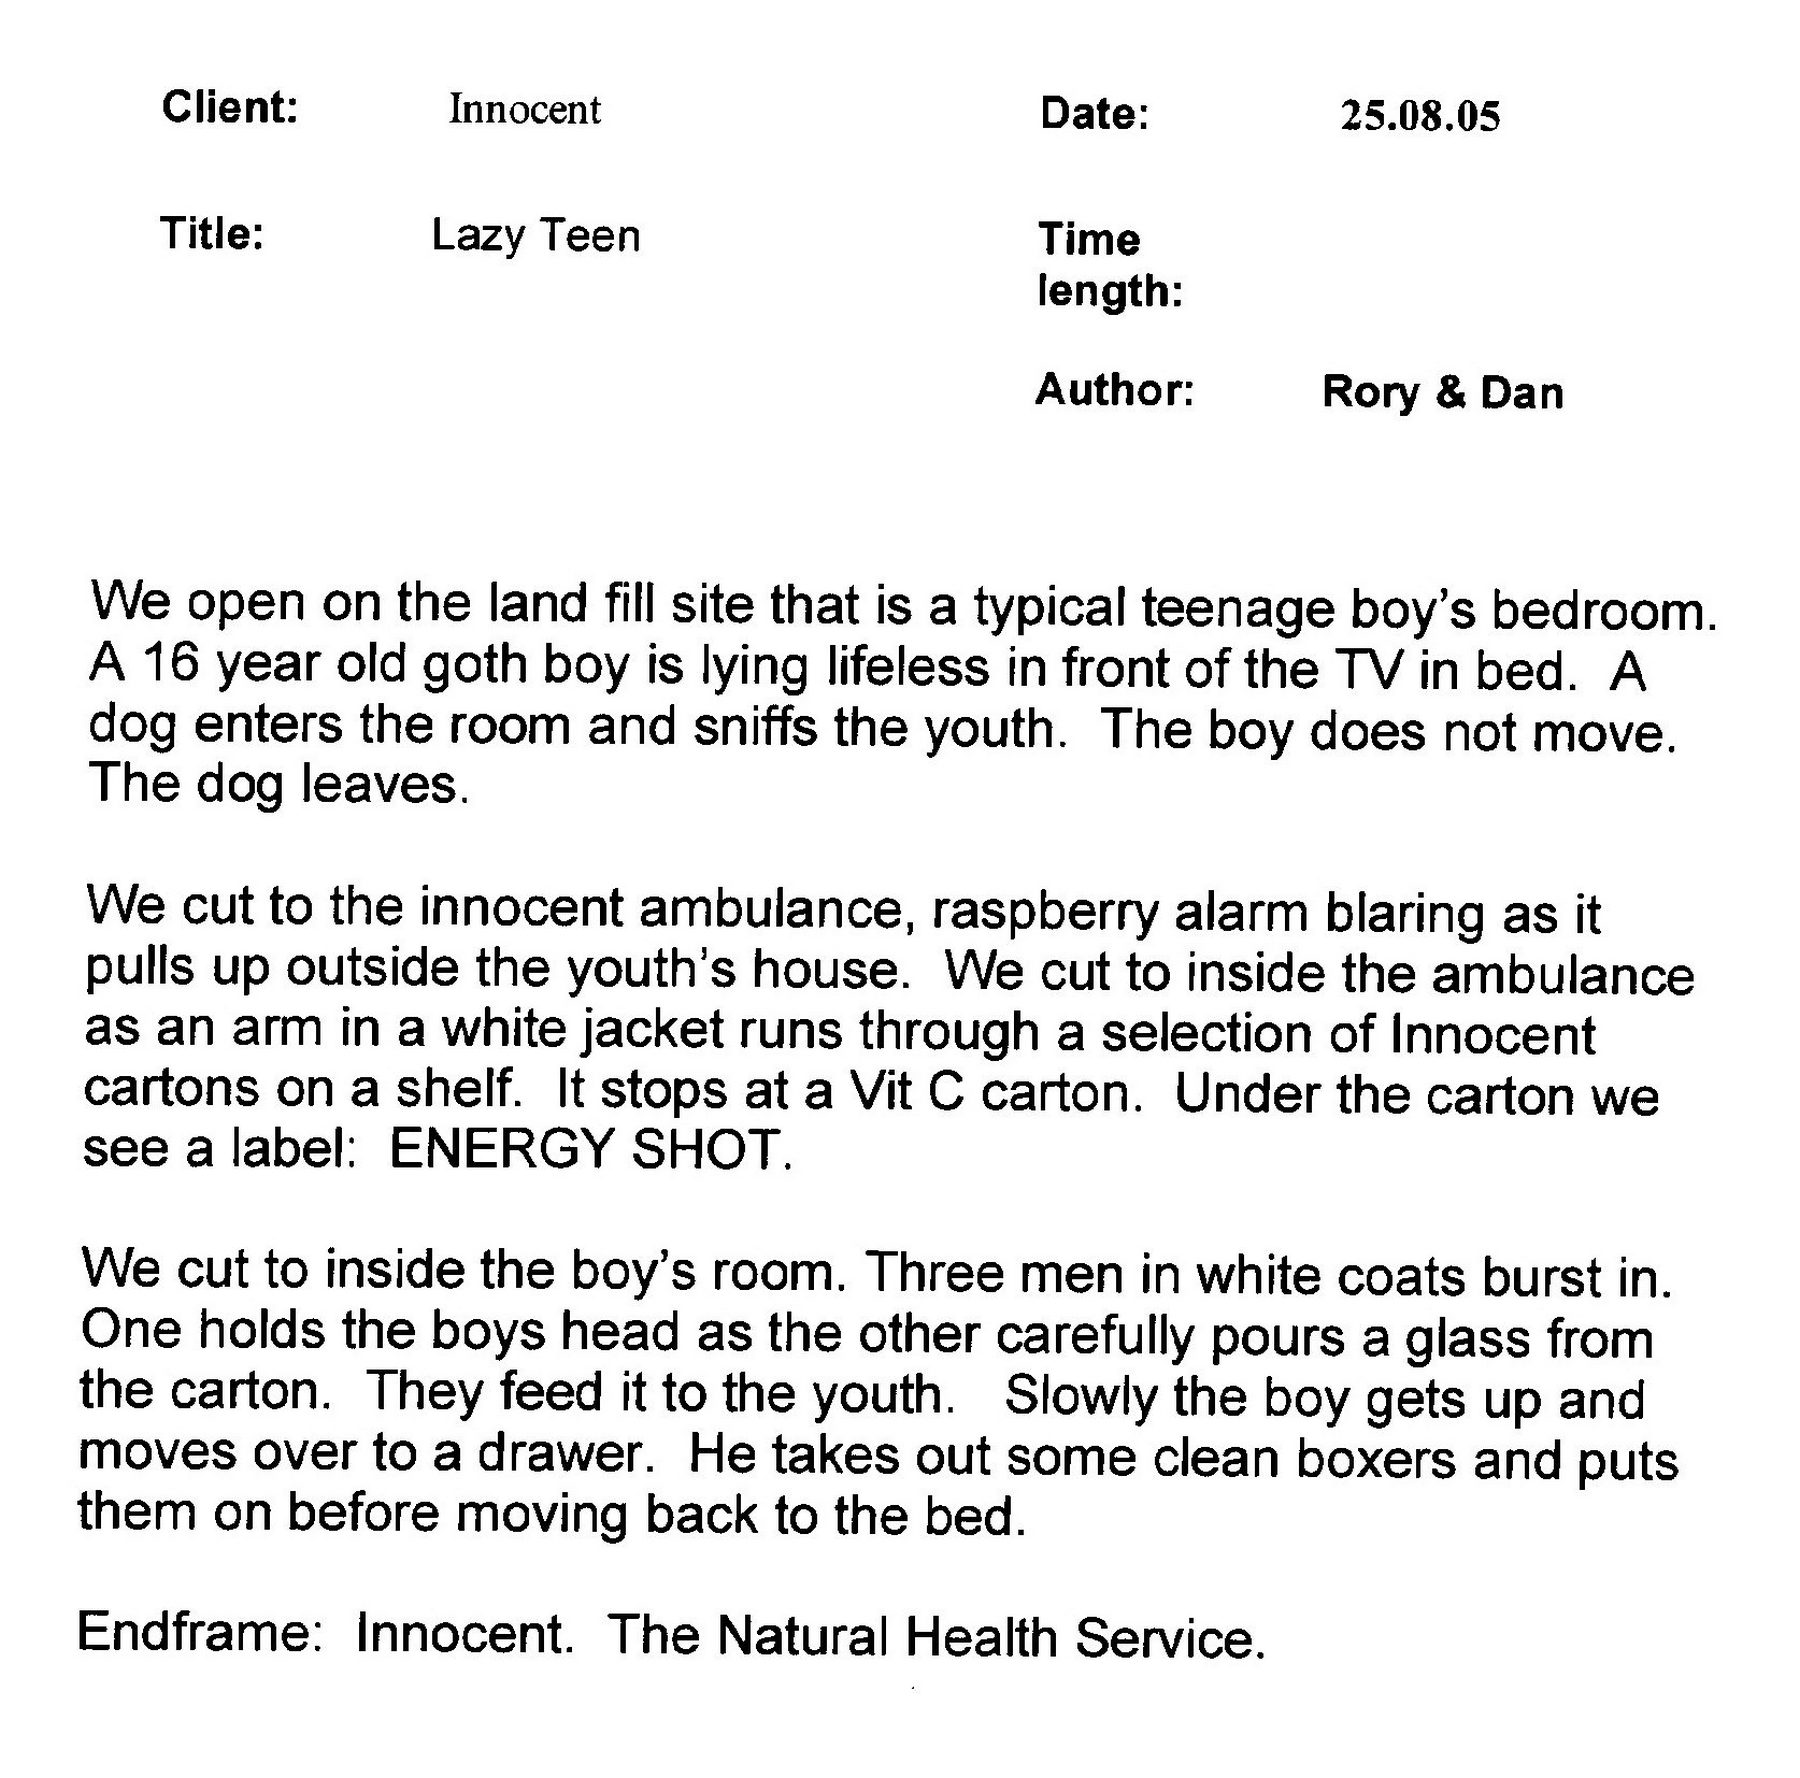 Client: Innocent Date: 25.08.05
Title: Lazy Teen Time
length:
Author: Rory & Dan
We open on the land fill site that is a typical teenage boy's bedroom.
A 16 year old goth boy is lying lifeless in front of the TV in bed. A
dog enters the room and sniffs the youth. The boy does not move.
The dog leaves.
We cut to the innocent ambulance, raspberry alarm blaring as it
pulls up outside the youth's house. We cut to inside the ambulance
as an arm in a white jacket runs through a selection of Innocent
cartons on a shelf. It stops at a Vit C carton. Under the carton we
see a label: ENERGY SHOT.
We cut to inside the boy's room. Three men in white coats burst in.
One holds the boys head as the other carefully pours a glass from
the carton. They feed it to the youth. Slowly the boy gets up and
moves over to a drawer. He takes out some clean boxers and puts
them on before moving back to the bed.
Endframe: Innocent. The Natural Health Service.